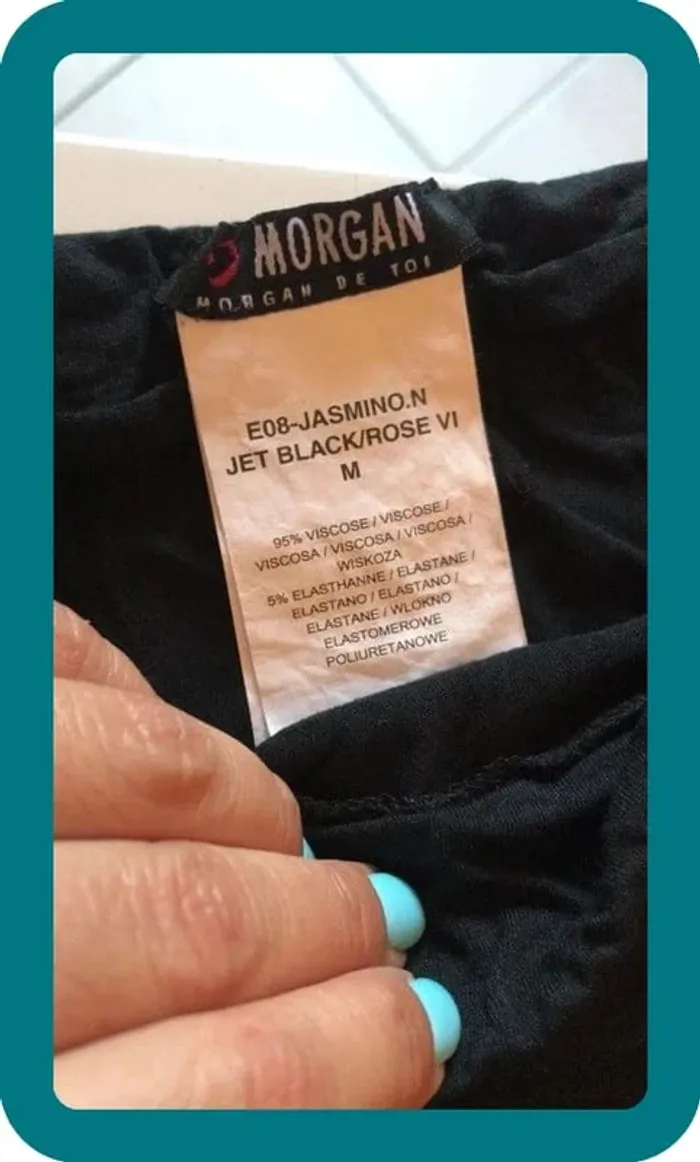 MORGAN
MORGAN DE TOI
E08-JASMINO.N
JET BLACK/ROSE VI
M
95% VISCOSE / VISCOSE /
VISCOSA / VISCOSA / VISCOSA /
WISKOZA
5% ELASTHANNE / ELASTANE /
ELASTANO / ELASTANO /
ELASTANE / WLOKNO
ELASTOMEROWE
POLIURETANOWE